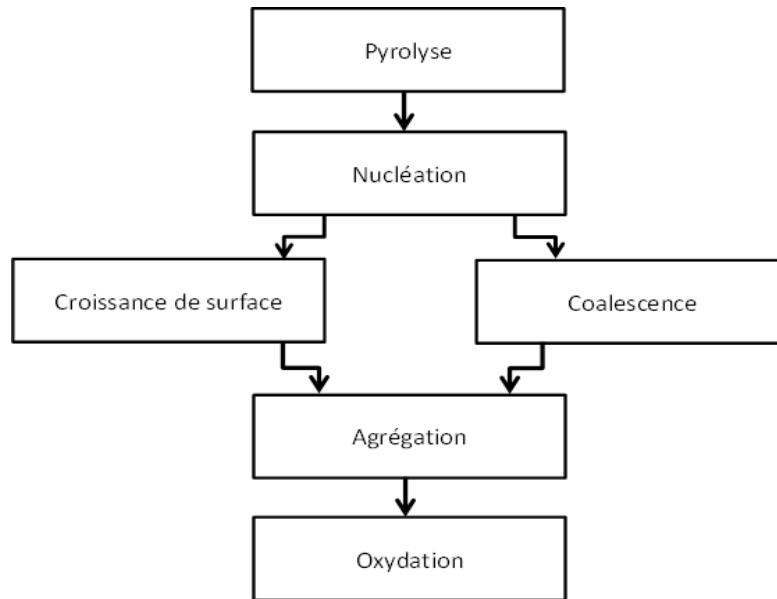 Pyrolyse
Nucléation
Croissance de surface
Coalescence
Agrégation
Oxydation